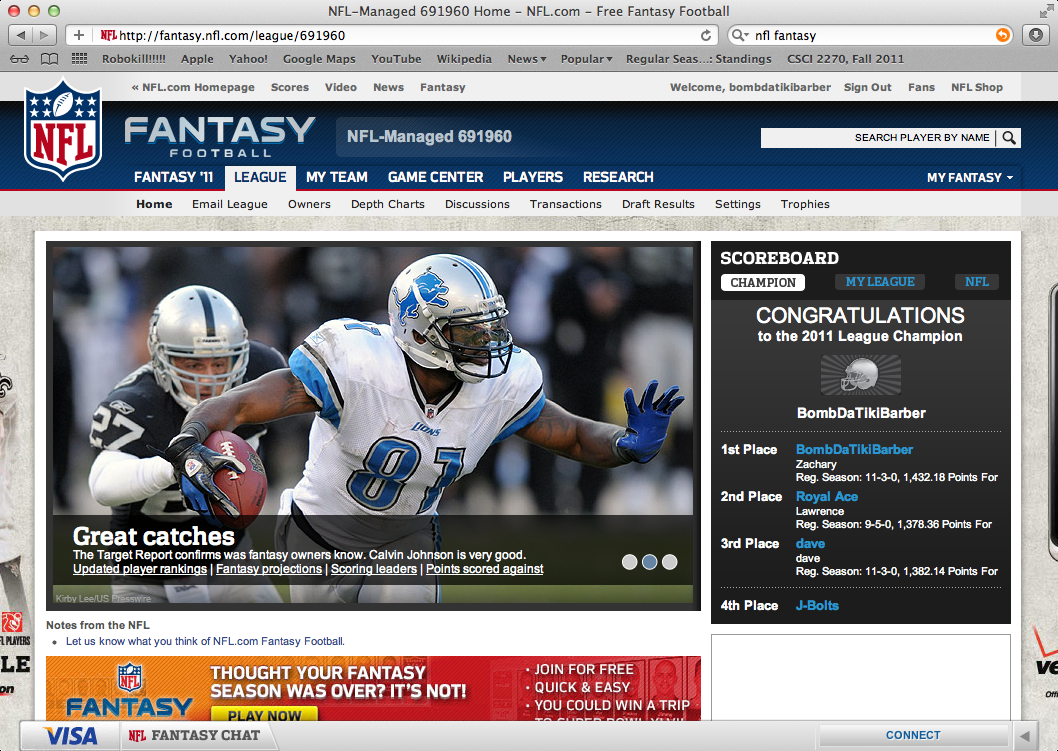 NFL-Managed 691960 Home – NFL.com – Free Fantasy Football
NFL http://fantasy.nfl.com/league/691960
nfl fantasy
Robokill!!!!! Apple Yahoo! Google Maps YouTube Wikipedia News Popular Regular Seas...: Standings CSCI 2270, Fall 2011
« NFL.com Homepage Scores Video News Fantasy Welcome, bombdatikibarber Sign Out Fans NFL Shop
NFL
FANTASY
FOOTBALL
NFL-Managed 691960
SEARCH PLAYER BY NAME
FANTASY '11 LEAGUE MY TEAM GAME CENTER PLAYERS RESEARCH MY FANTASY
Home Email League Owners Depth Charts Discussions Transactions Draft Results Settings Trophies
81
27
LIONS
81
Great catches
The Target Report confirms was fantasy owners know. Calvin Johnson is very good.
Updated player rankings | Fantasy projections | Scoring leaders | Points scored against
Kirby Lee/US Presswire
SCOREBOARD
CHAMPION MY LEAGUE NFL
CONGRATULATIONS
to the 2011 League Champion
BombDaTikiBarber
1st Place BombDaTikiBarber
Zachary
Reg. Season: 11-3-0, 1,432.18 Points For
2nd Place Royal Ace
Lawrence
Reg. Season: 9-5-0, 1,378.36 Points For
3rd Place dave
dave
Reg. Season: 11-3-0, 1,382.14 Points For
4th Place J-Bolts
Notes from the NFL
• Let us know what you think of NFL.com Fantasy Football.
NFL
FANTASY
THOUGHT YOUR FANTASY
SEASON WAS OVER? IT'S NOT!
PLAY NOW
• JOIN FOR FREE
• QUICK & EASY
• YOU COULD WIN A TRIP
VISA NFL FANTASY CHAT CONNECT